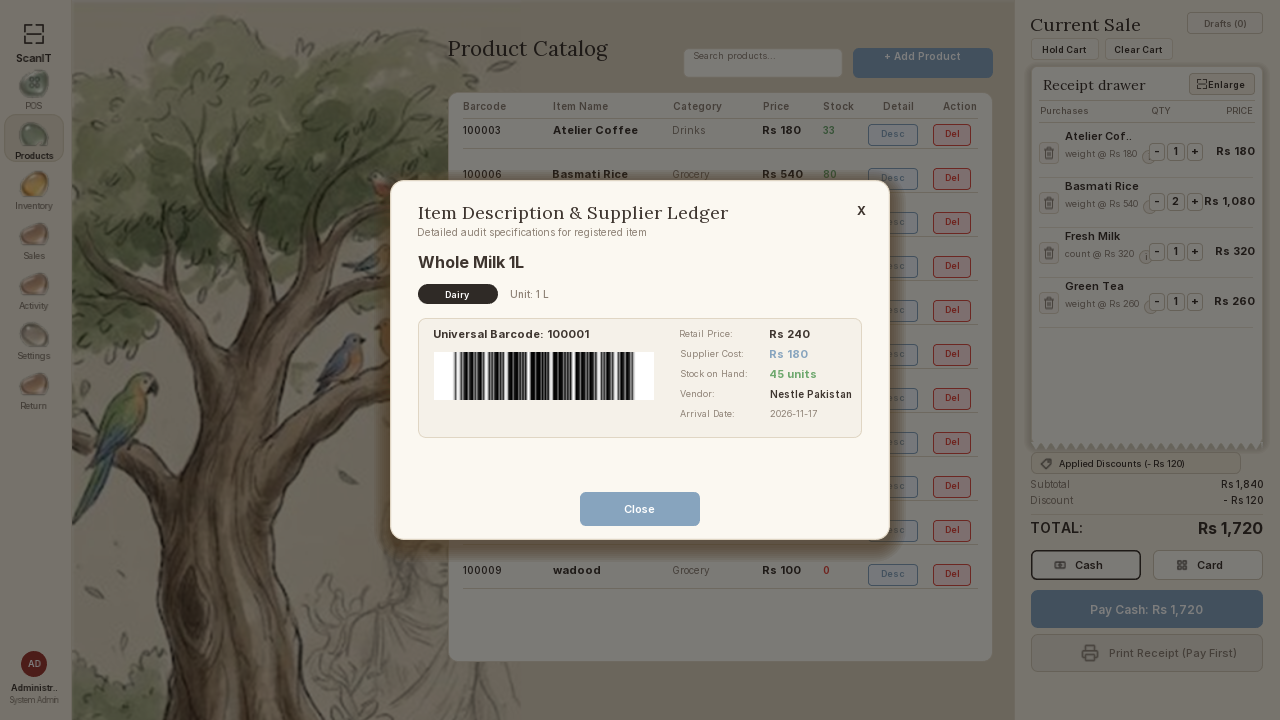 ScanIT
POS
Products
Inventory
Sales
Activity
Settings
Return
AD
Administr..
System Admin
Product Catalog
Search products...
+ Add Product
Barcode Item Name Category Price Stock Detail Action
100003 Atelier Coffee Drinks Rs 180 33 Desc Del
100006 Basmati Rice Grocery Rs 540 80 Desc Del
Del
Del
Del
Del
Del
Del
Del
Del
100009 wadood Grocery Rs 100 0 Desc Del
Item Description & Supplier Ledger
X
Detailed audit specifications for registered item
Whole Milk 1L
Dairy Unit: 1 L
Universal Barcode: 100001
Retail Price: Rs 240
Supplier Cost: Rs 180
Stock on Hand: 45 units
Vendor: Nestle Pakistan
Arrival Date: 2026-11-17
Close
Current Sale
Drafts (0)
Hold Cart Clear Cart
Receipt drawer
Enlarge
Purchases QTY PRICE
Atelier Cof..
weight @ Rs 180 - 1 + Rs 180
Basmati Rice
weight @ Rs 540 - 2 + Rs 1,080
Fresh Milk
count @ Rs 320 - 1 + Rs 320
Green Tea
weight @ Rs 260 - 1 + Rs 260
Applied Discounts (- Rs 120)
Subtotal Rs 1,840
Discount - Rs 120
TOTAL: Rs 1,720
Cash Card
Pay Cash: Rs 1,720
Print Receipt (Pay First)